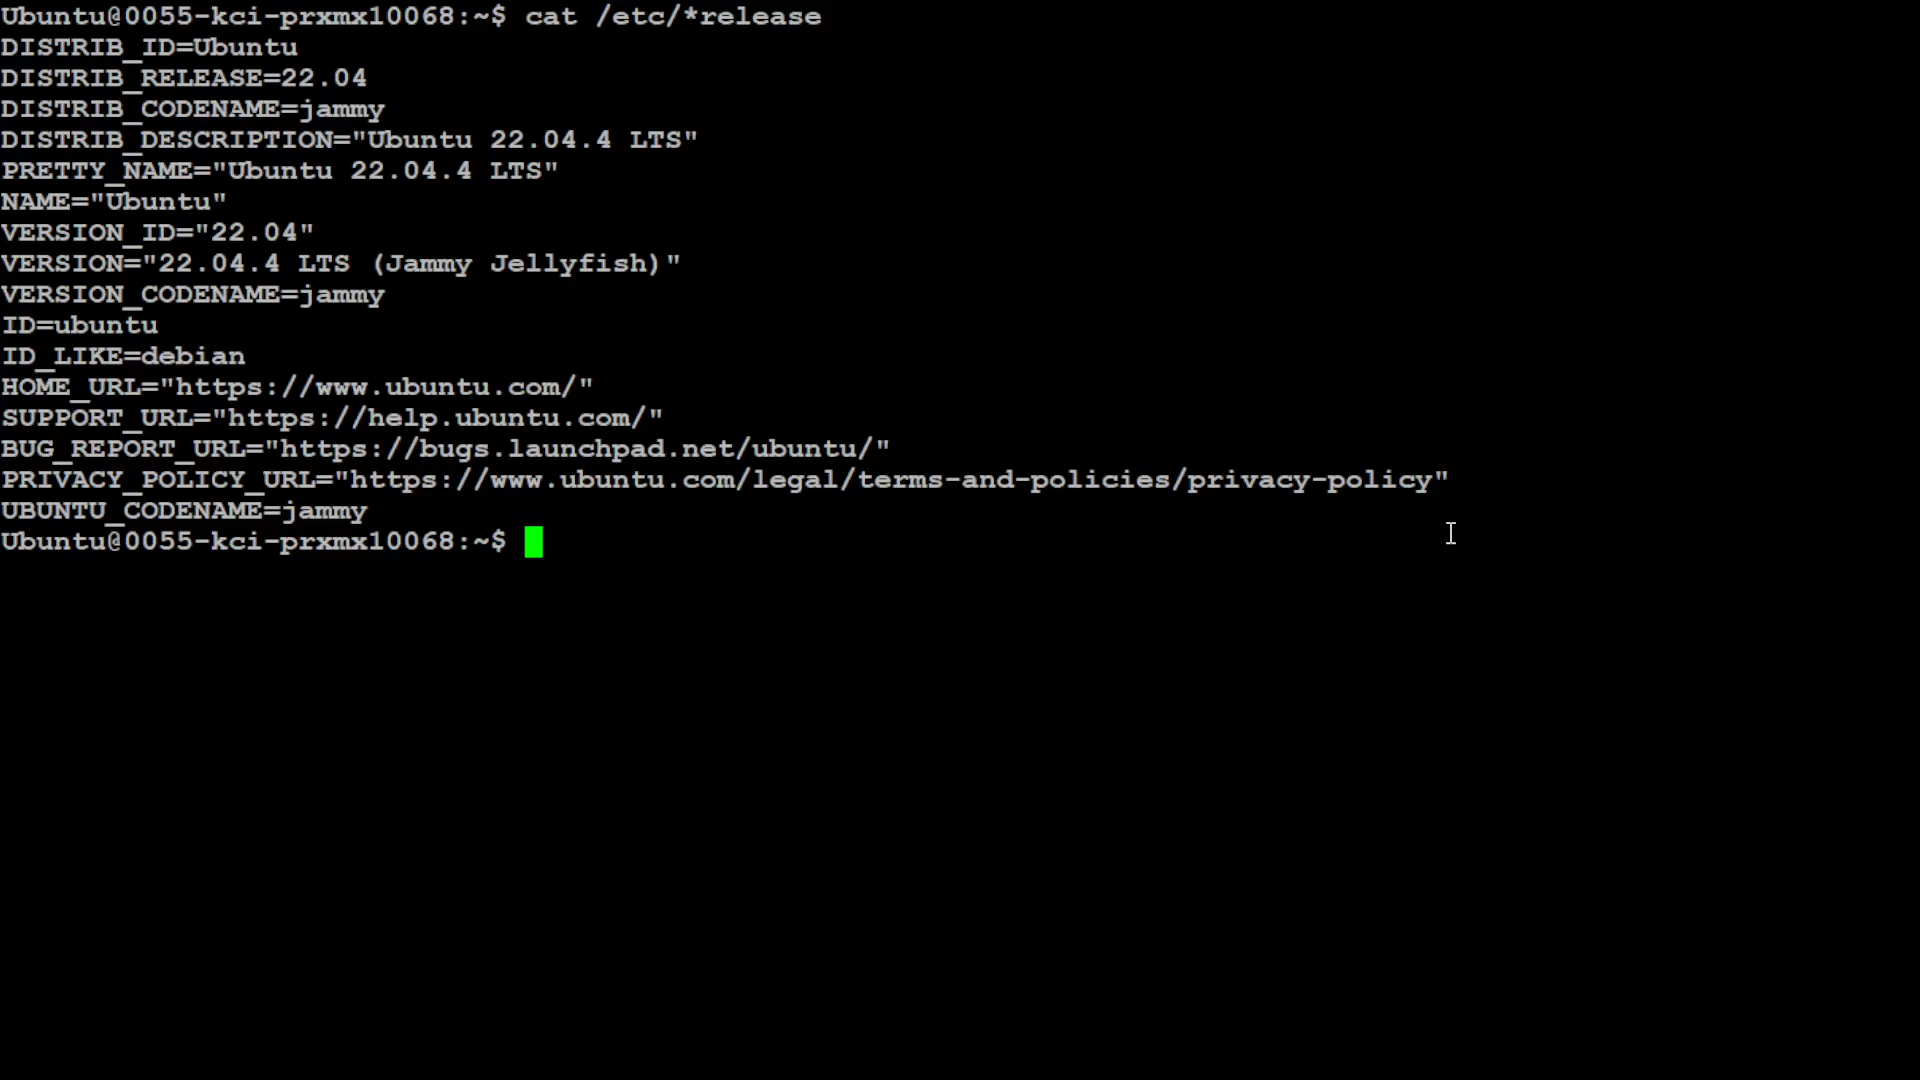 Ubuntu@0055-kci-prxmx10068:~$ cat /etc/*release
DISTRIB_ID=Ubuntu
DISTRIB_RELEASE=22.04
DISTRIB_CODENAME=jammy
DISTRIB_DESCRIPTION="Ubuntu 22.04.4 LTS"
PRETTY_NAME="Ubuntu 22.04.4 LTS"
NAME="Ubuntu"
VERSION_ID="22.04"
VERSION="22.04.4 LTS (Jammy Jellyfish)"
VERSION_CODENAME=jammy
ID=ubuntu
ID_LIKE=debian
HOME_URL="https://www.ubuntu.com/"
SUPPORT_URL="https://help.ubuntu.com/"
BUG_REPORT_URL="https://bugs.launchpad.net/ubuntu/"
PRIVACY_POLICY_URL="https://www.ubuntu.com/legal/terms-and-policies/privacy-policy"
UBUNTU_CODENAME=jammy
Ubuntu@0055-kci-prxmx10068:~$